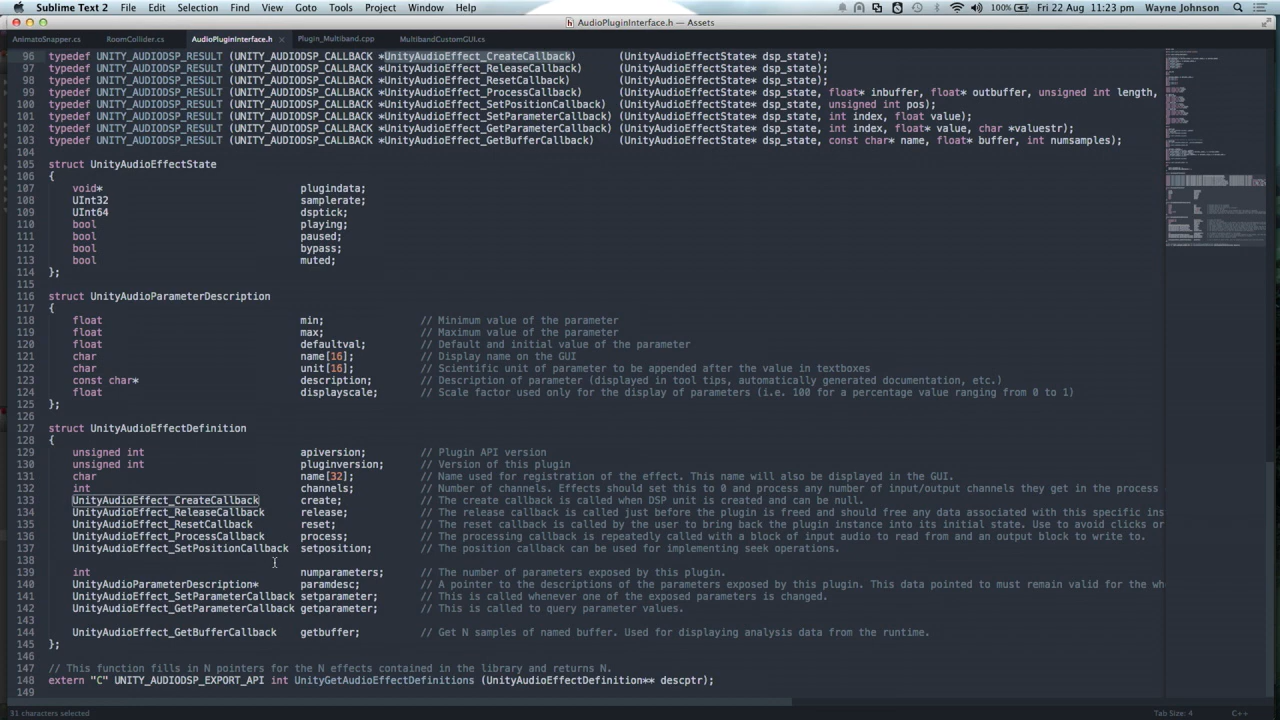 Sublime Text 2 File Edit Selection Find View Goto Tools Project Window Help 100% Fri 22 Aug 11:23 pm Wayne Johnson
AudioPluginInterface.h — Assets
AnimatoSnapper.cs RoomCollider.cs AudioPluginInterface.h Plugin_Multiband.cpp MultibandCustomGUI.cs
96 typedef UNITY_AUDIODSP_RESULT (UNITY_AUDIODSP_CALLBACK *UnityAudioEffect_CreateCallback) (UnityAudioEffectState* dsp_state);
97 typedef UNITY_AUDIODSP_RESULT (UNITY_AUDIODSP_CALLBACK *UnityAudioEffect_ReleaseCallback) (UnityAudioEffectState* dsp_state);
98 typedef UNITY_AUDIODSP_RESULT (UNITY_AUDIODSP_CALLBACK *UnityAudioEffect_ResetCallback) (UnityAudioEffectState* dsp_state);
99 typedef UNITY_AUDIODSP_RESULT (UNITY_AUDIODSP_CALLBACK *UnityAudioEffect_ProcessCallback) (UnityAudioEffectState* dsp_state, float* inbuffer, float* outbuffer, unsigned int length,
100 typedef UNITY_AUDIODSP_RESULT (UNITY_AUDIODSP_CALLBACK *UnityAudioEffect_SetPositionCallback) (UnityAudioEffectState* dsp_state, unsigned int pos);
101 typedef UNITY_AUDIODSP_RESULT (UNITY_AUDIODSP_CALLBACK *UnityAudioEffect_SetParameterCallback) (UnityAudioEffectState* dsp_state, int index, float value);
102 typedef UNITY_AUDIODSP_RESULT (UNITY_AUDIODSP_CALLBACK *UnityAudioEffect_GetParameterCallback) (UnityAudioEffectState* dsp_state, int index, float* value, char *valuestr);
103 typedef UNITY_AUDIODSP_RESULT (UNITY_AUDIODSP_CALLBACK *UnityAudioEffect_GetBufferCallback) (UnityAudioEffectState* dsp_state, const char* name, float* buffer, int numsamples);
104
105 struct UnityAudioEffectState
106 {
107 void* plugindata;
108 UInt32 samplerate;
109 UInt64 dsptick;
110 bool playing;
111 bool paused;
112 bool bypass;
113 bool muted;
114 };
115
116 struct UnityAudioParameterDescription
117 {
118 float min; // Minimum value of the parameter
119 float max; // Maximum value of the parameter
120 float defaultval; // Default and initial value of the parameter
121 char name[16]; // Display name on the GUI
122 char unit[16]; // Scientific unit of parameter to be appended after the value in textboxes
123 const char* description; // Description of parameter (displayed in tool tips, automatically generated documentation, etc.)
124 float displayscale; // Scale factor used only for the display of parameters (i.e. 100 for a percentage value ranging from 0 to 1)
125 };
126
127 struct UnityAudioEffectDefinition
128 {
129 unsigned int apiversion; // Plugin API version
130 unsigned int pluginversion; // Version of this plugin
131 char name[32]; // Name used for registration of the effect. This name will also be displayed in the GUI.
132 int channels; // Number of channels. Effects should set this to 0 and process any number of input/output channels they get in the process
133 UnityAudioEffect_CreateCallback create; // The create callback is called when DSP unit is created and can be null.
134 UnityAudioEffect_ReleaseCallback release; // The release callback is called just before the plugin is freed and should free any data associated with this specific ins
135 UnityAudioEffect_ResetCallback reset; // The reset callback is called by the user to bring back the plugin instance into its initial state. Use to avoid clicks or
136 UnityAudioEffect_ProcessCallback process; // The processing callback is repeatedly called with a block of input audio to read from and an output block to write to.
137 UnityAudioEffect_SetPositionCallback setposition; // The position callback can be used for implementing seek operations.
138
139 int numparameters; // The number of parameters exposed by this plugin.
140 UnityAudioParameterDescription* paramdesc; // A pointer to the descriptions of the parameters exposed by this plugin. This data pointed to must remain valid for the wh
141 UnityAudioEffect_SetParameterCallback setparameter; // This is called whenever one of the exposed parameters is changed.
142 UnityAudioEffect_GetParameterCallback getparameter; // This is called to query parameter values.
143
144 UnityAudioEffect_GetBufferCallback getbuffer; // Get N samples of named buffer. Used for displaying analysis data from the runtime.
145 };
146
147 // This function fills in N pointers for the N effects contained in the library and returns N.
148 extern "C" UNITY_AUDIODSP_EXPORT_API int UnityGetAudioEffectDefinitions (UnityAudioEffectDefinition** descptr);
149
31 characters selected Tab Size: 4 C++